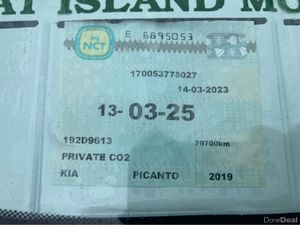 AT ISLAND MO
NCT
E 6895053
170053775027
14-03-2023
13-03-25
192D9613 79700km
PRIVATE CO2
KIA PICANTO 2019
DoneDeal